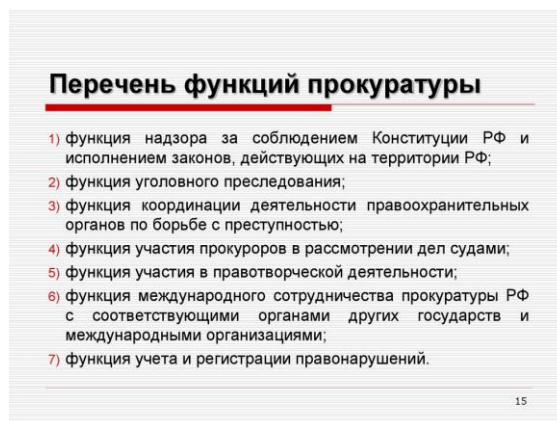 Перечень функций прокуратуры
1) функция надзора за соблюдением Конституции РФ и
исполнением законов, действующих на территории РФ;
2) функция уголовного преследования;
3) функция координации деятельности правоохранительных
органов по борьбе с преступностью;
4) функция участия прокуроров в рассмотрении дел судами;
5) функция участия в правотворческой деятельности;
6) функция международного сотрудничества прокуратуры РФ
с соответствующими органами других государств и
международными организациями;
7) функция учета и регистрации правонарушений.
15